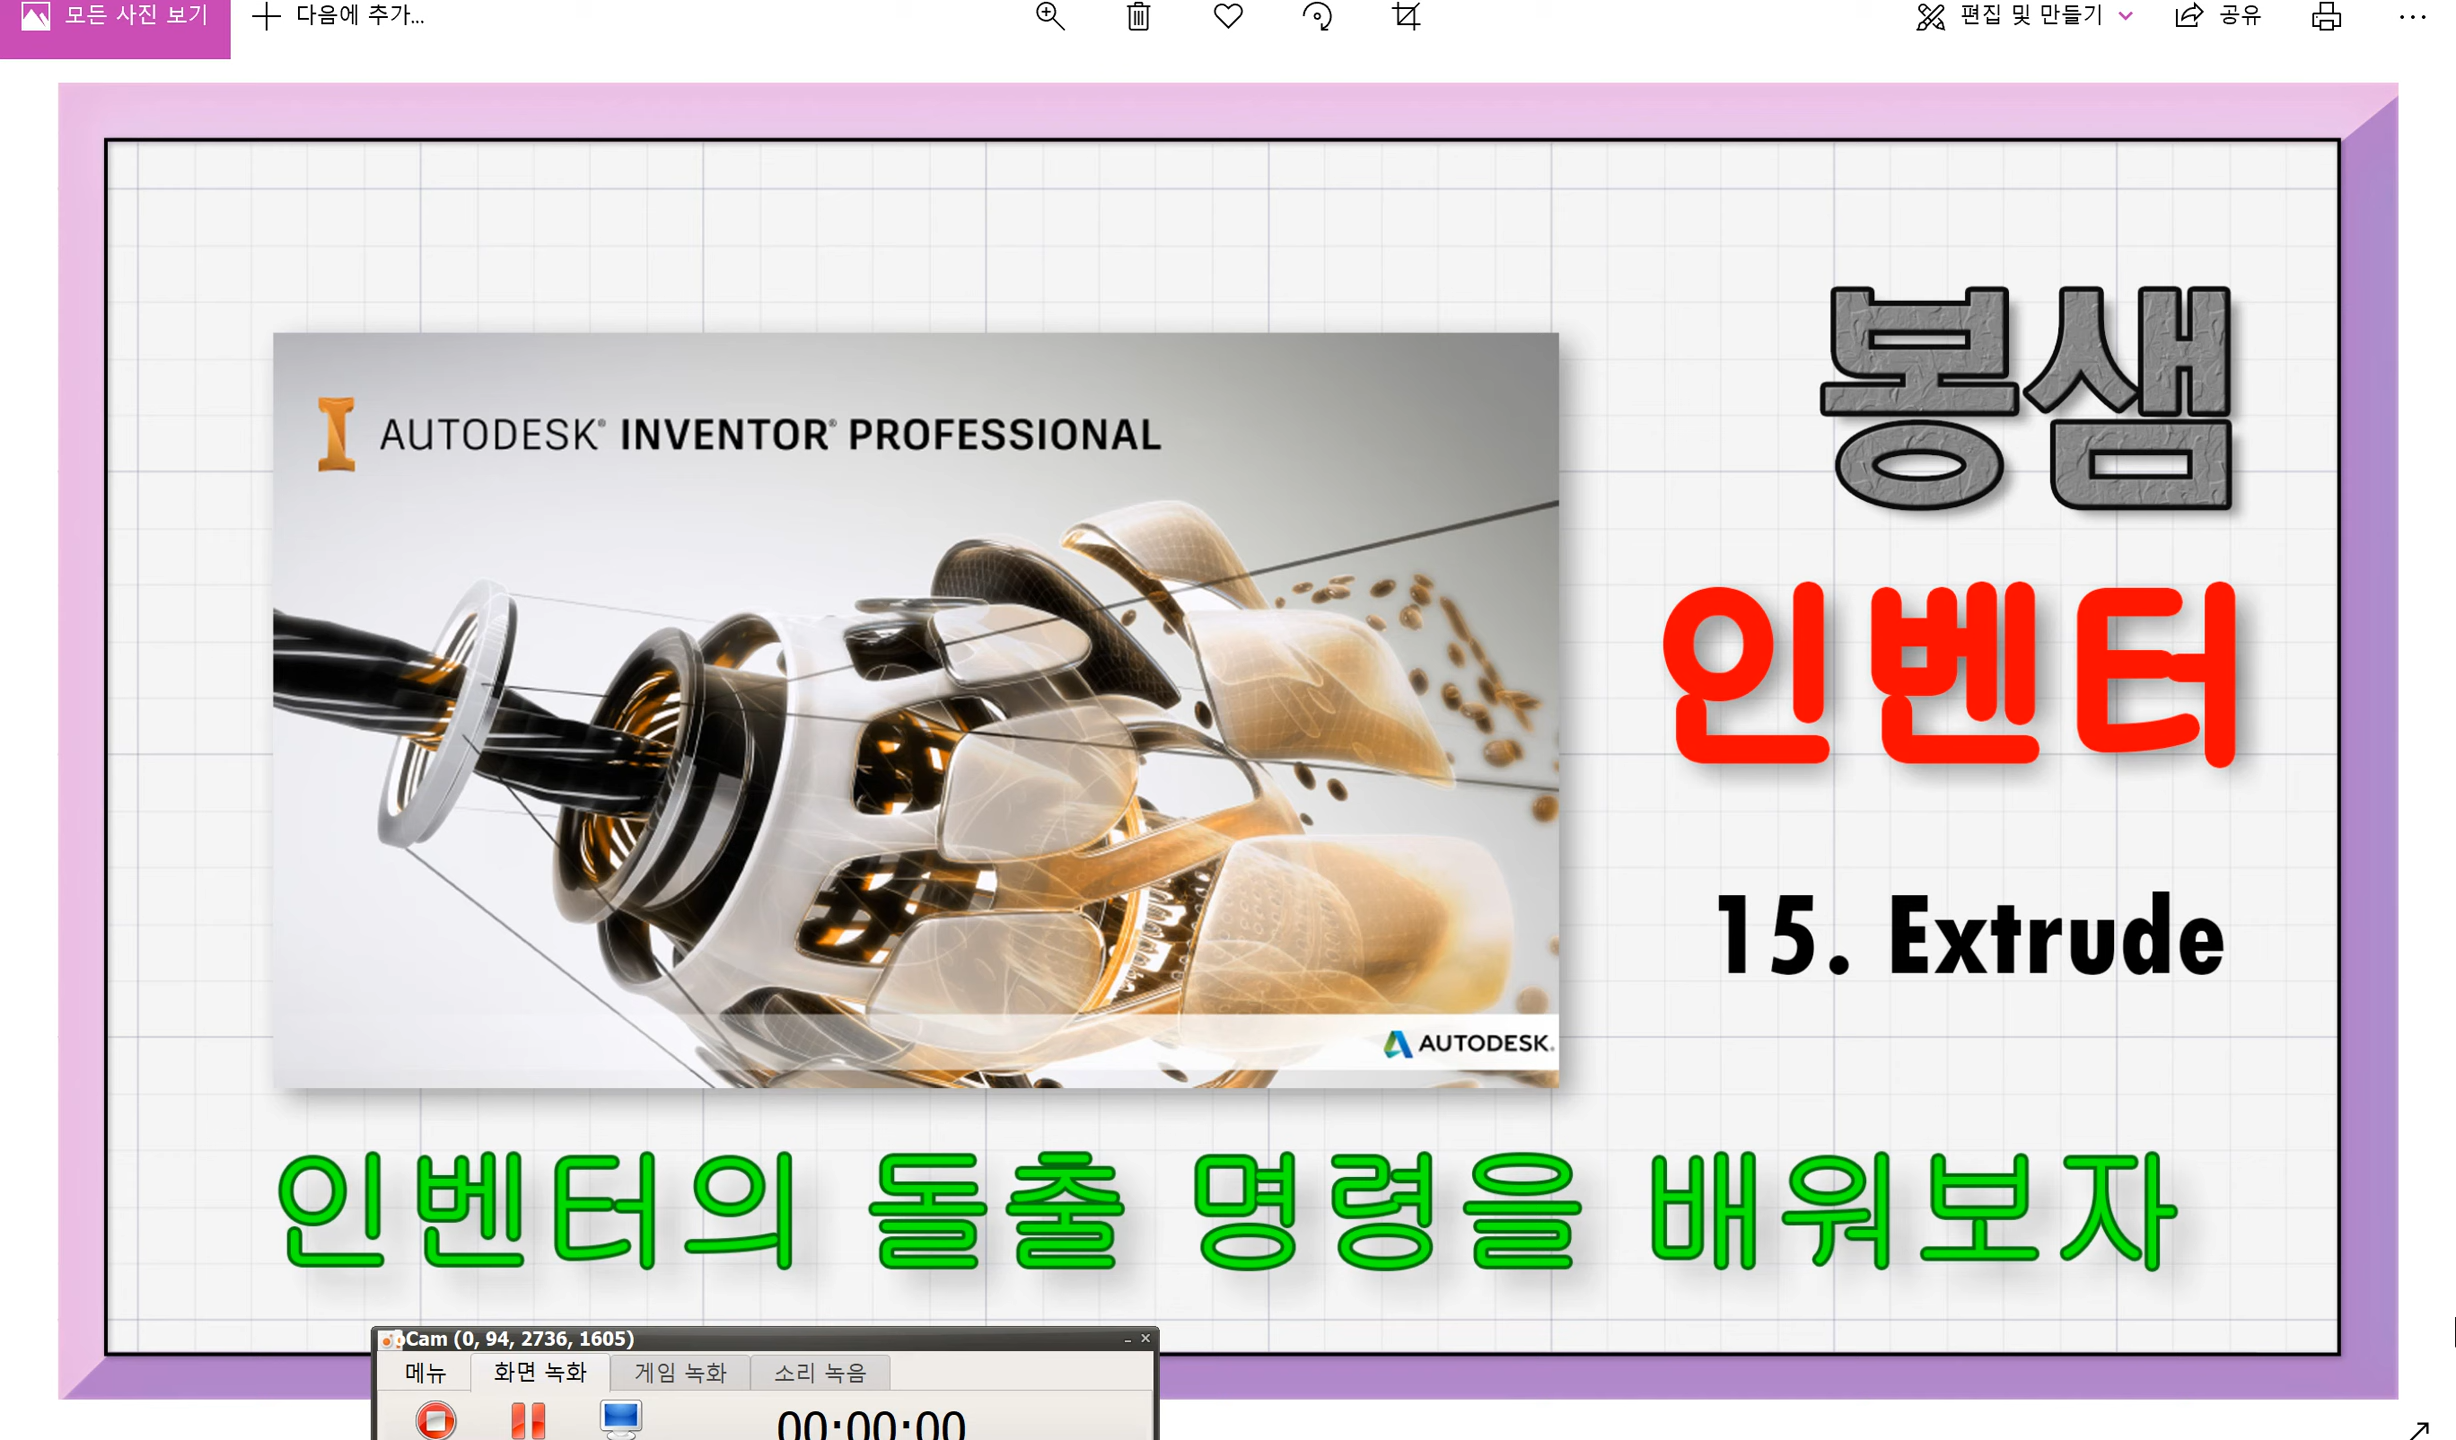 모든 사진 보기
다음에 추가...
편집 및 만들기
공유
AUTODESK® INVENTOR® PROFESSIONAL
봉샘
인벤터
15. Extrude
AUTODESK.
인벤터의 돌출 명령을 배워보자
oCam (0, 94, 2736, 1605)
메뉴
화면 녹화
게임 녹화
소리 녹음
00:00:00